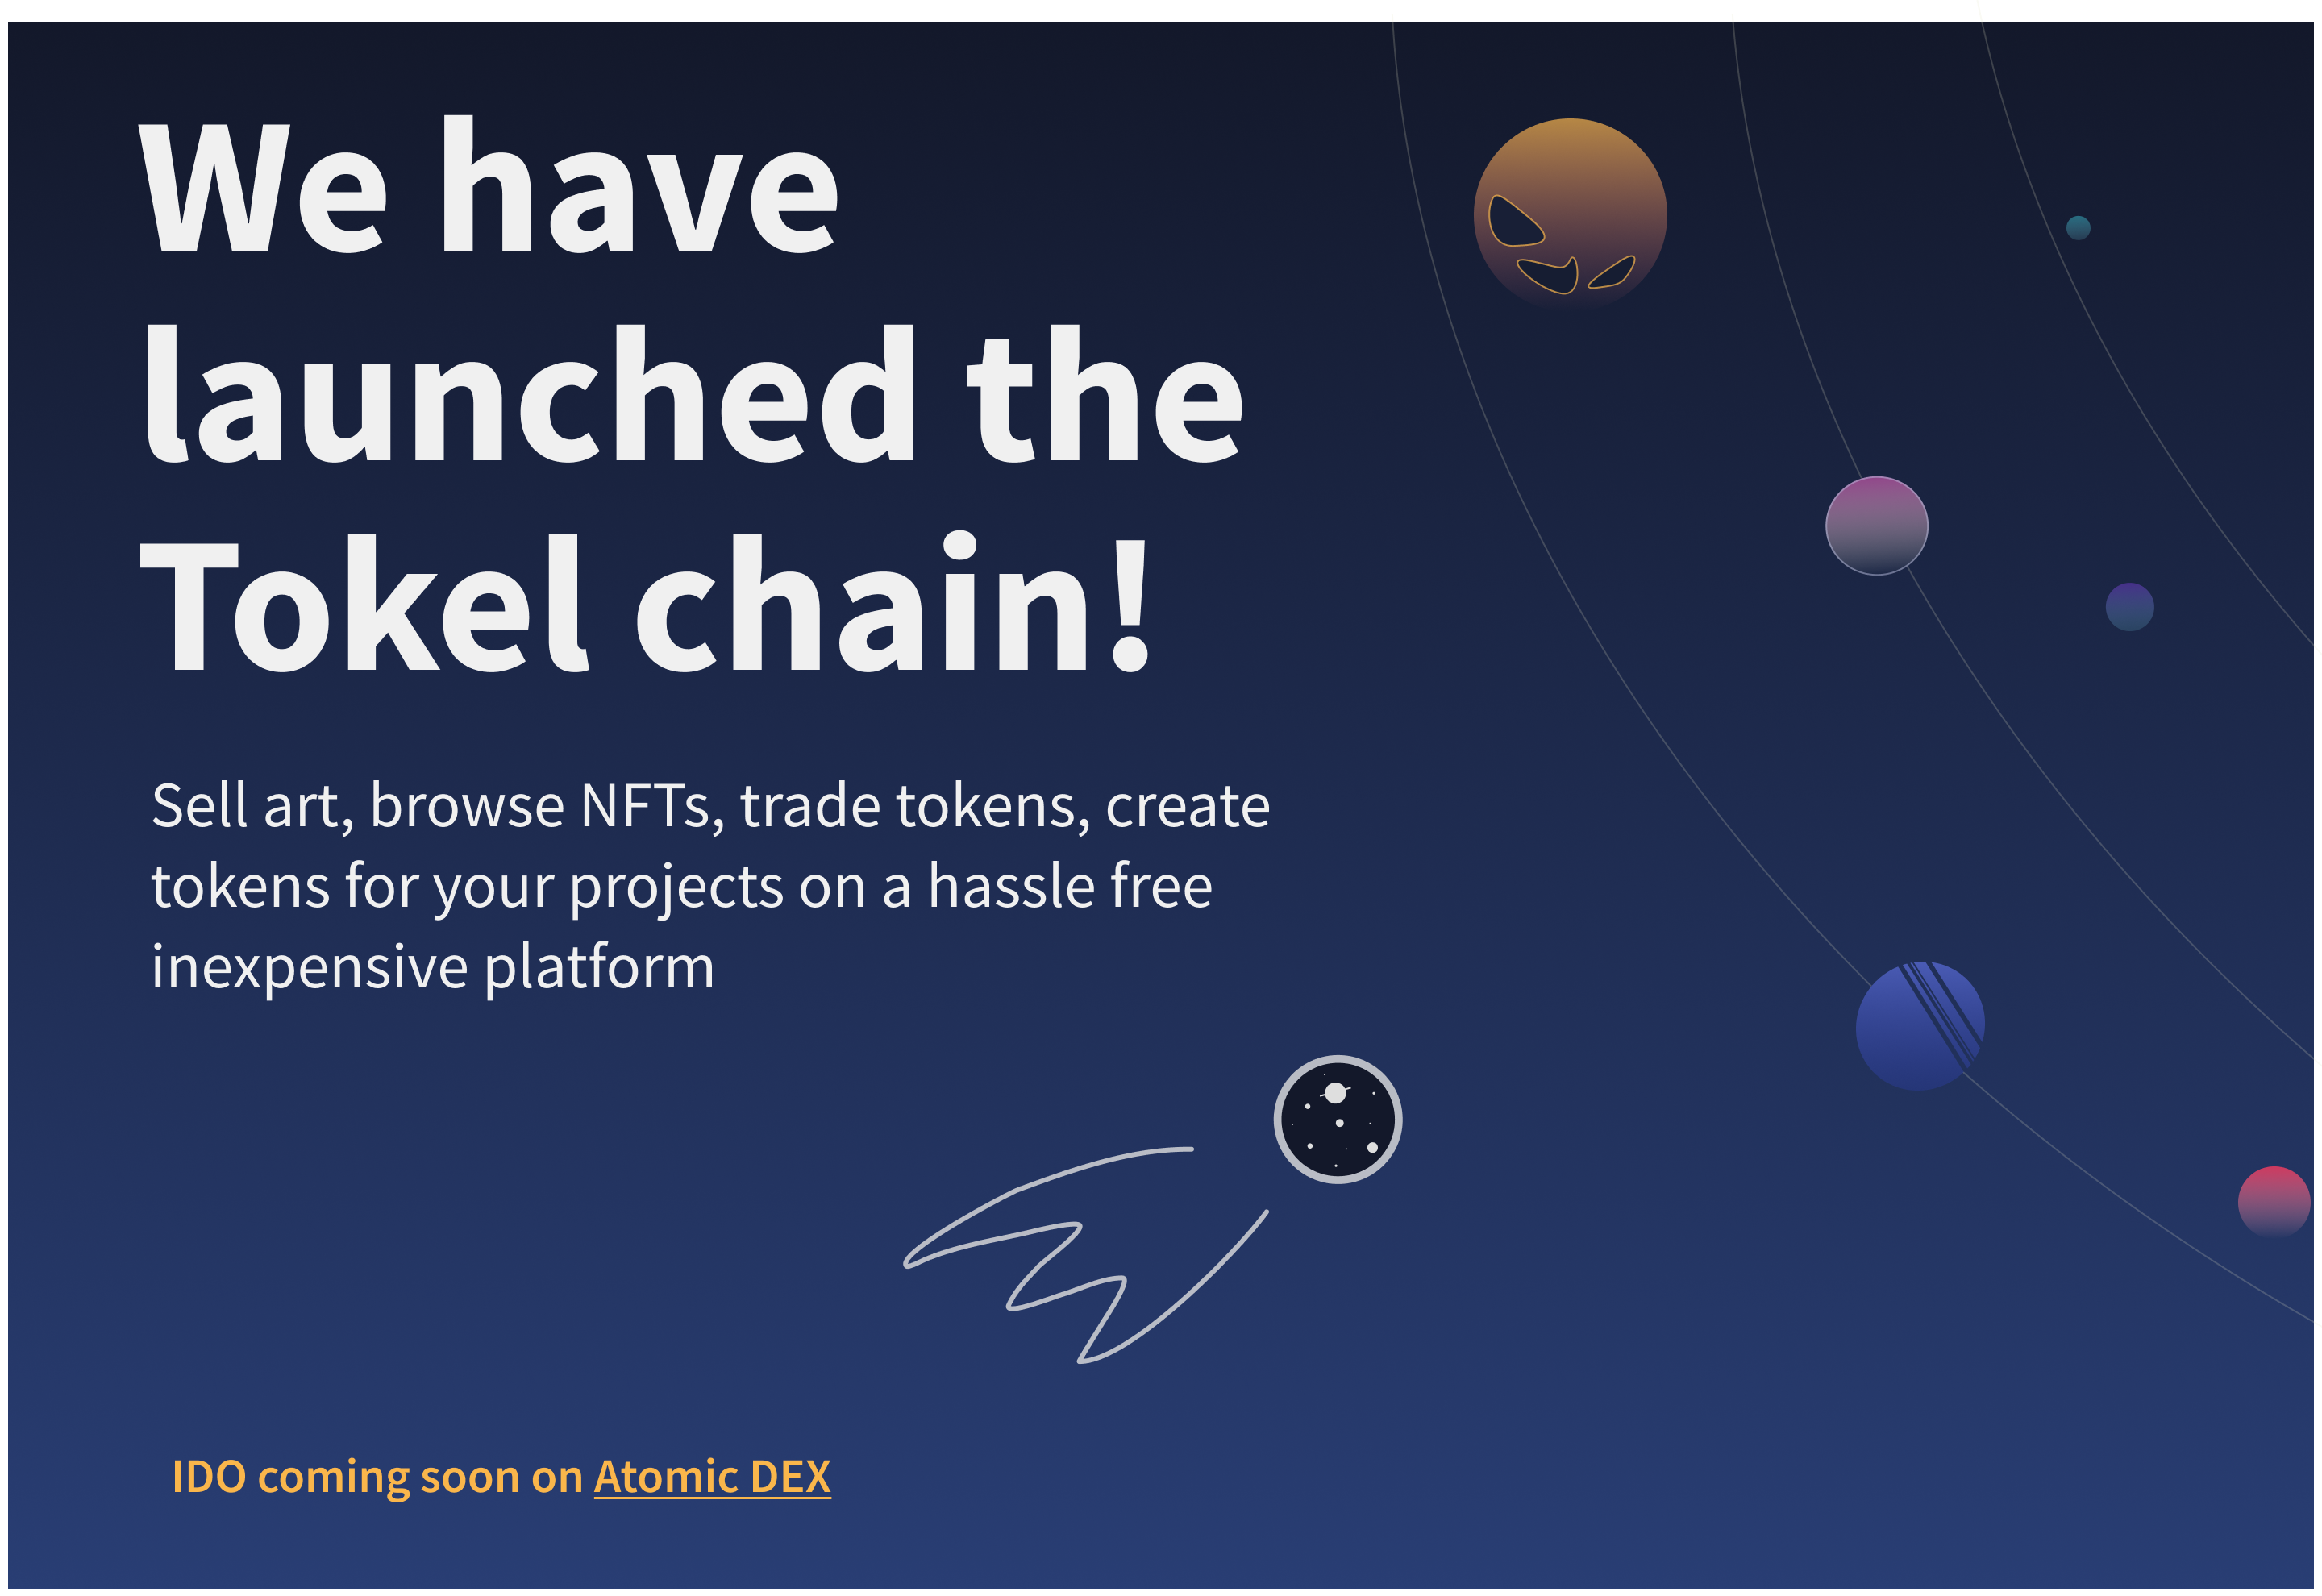 We have
launched the
Tokel chain!
Sell art, browse NFTs, trade tokens, create
tokens for your projects on a hassle free
inexpensive platform
IDO coming soon on Atomic DEX